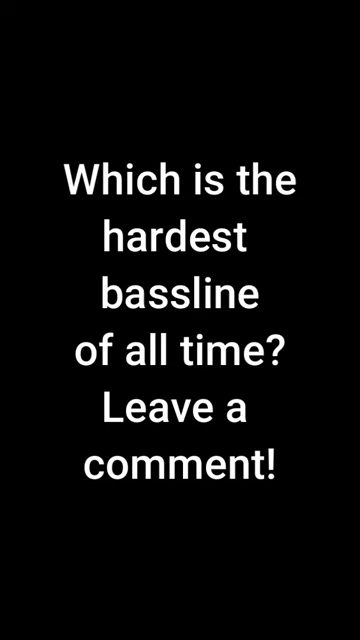 Which is the
hardest
bassline
of all time?
Leave a
comment!